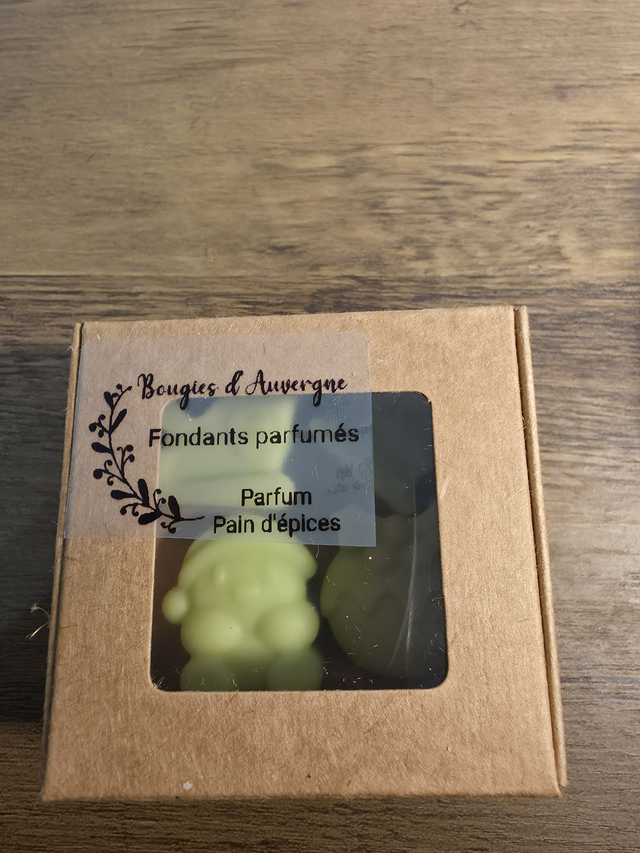 Bougies d'Auvergne
Fondants parfumés
Parfum
Pain d'épices